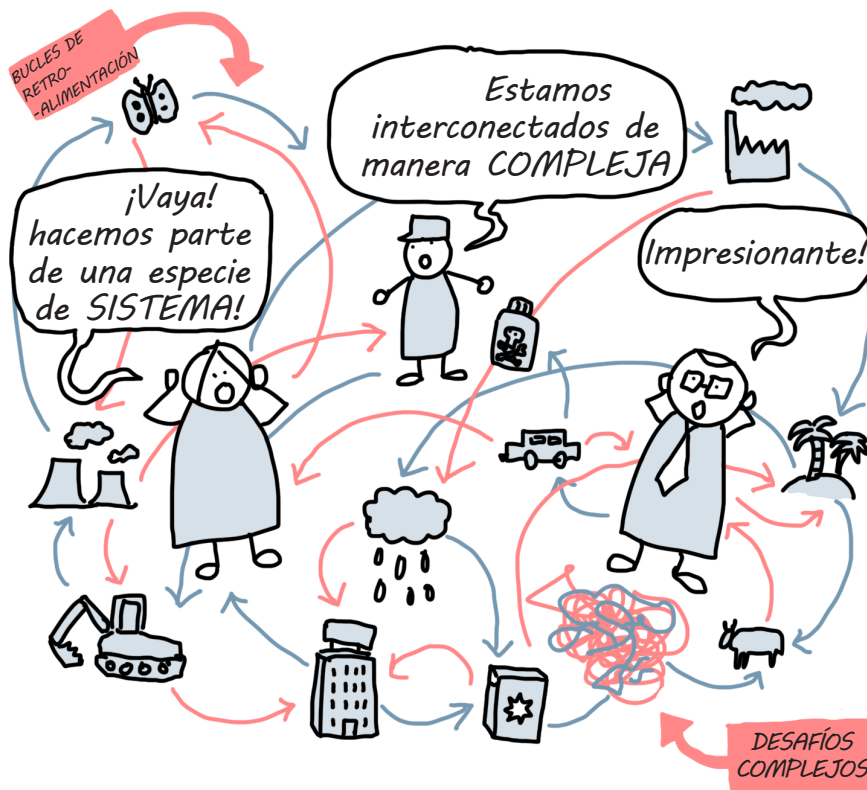 BUCLES DE
RETRO-
-ALIMENTACIÓN
Estamos
interconectados de
manera COMPLEJA
¡Vaya!
hacemos parte
de una especie
de SISTEMA!
Impresionante!
DESAFÍOS
COMPLEJOS